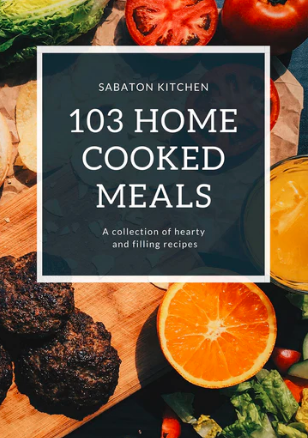 SABATON KITCHEN
103 HOME
COOKED
MEALS
A collection of hearty
and filling recipes